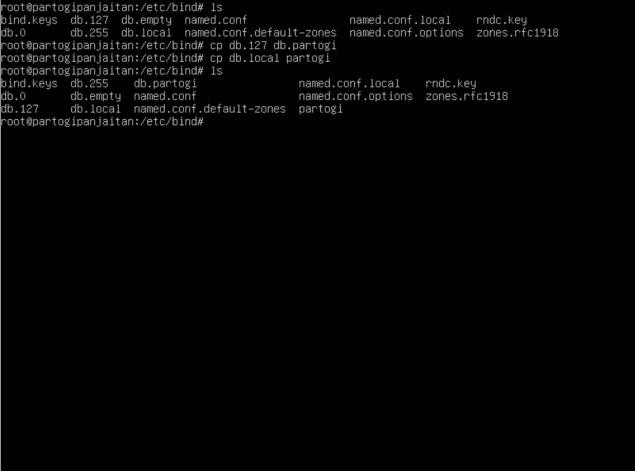 root@partogipanjaitan:/etc/bind# ls
bind.keys  db.127  db.empty  named.conf                named.conf.local    rndc.key
db.0       db.255  db.local  named.conf.default-zones  named.conf.options  zones.rfc1918
root@partogipanjaitan:/etc/bind# cp db.127 db.partogi
root@partogipanjaitan:/etc/bind# cp db.local partogi
root@partogipanjaitan:/etc/bind# ls
bind.keys  db.255    db.partogi                named.conf.local    rndc.key
db.0       db.empty  named.conf                named.conf.options  zones.rfc1918
db.127     db.local  named.conf.default-zones  partogi
root@partogipanjaitan:/etc/bind#